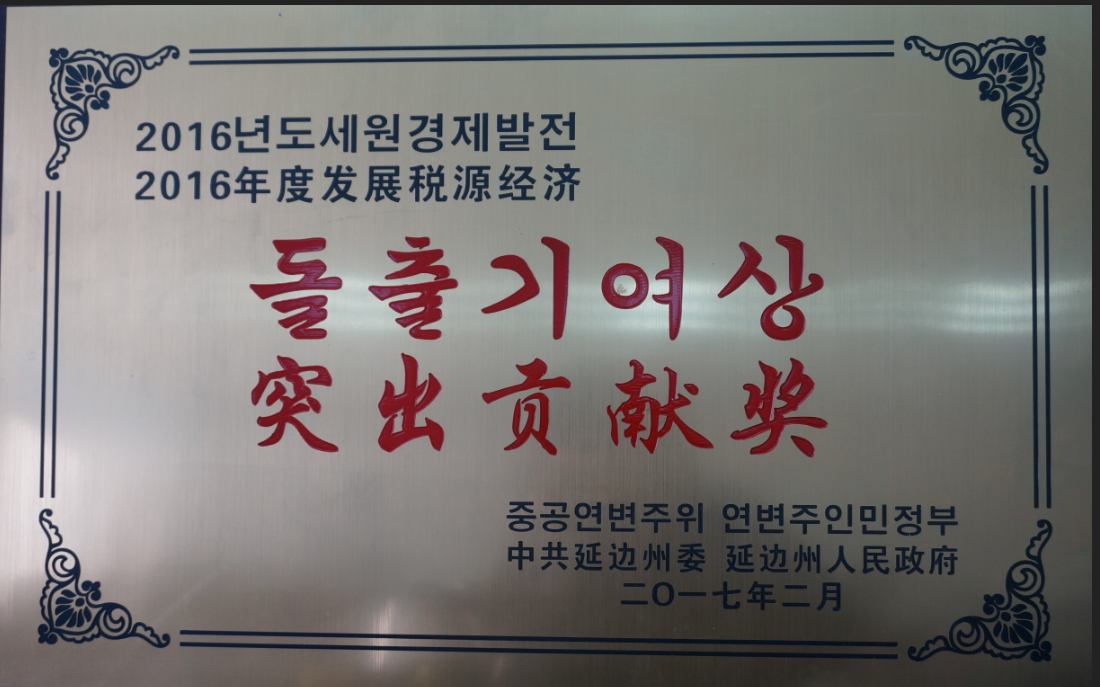 2016년도세원경제발전
2016年度发展税源经济
돌출기여상
突出贡献奖
중공연변주위 연변주인민정부
中共延边州委 延边州人民政府
二〇一七年二月